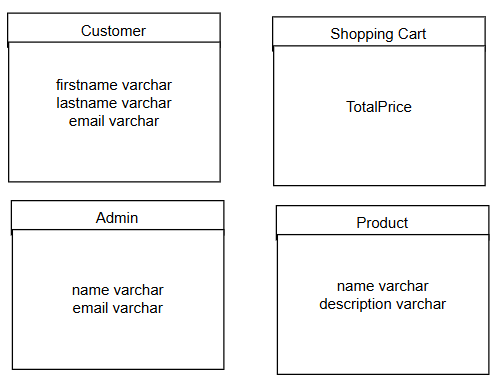 Customer
firstname varchar
lastname varchar
email varchar
Shopping Cart
TotalPrice
Admin
name varchar
email varchar
Product
name varchar
description varchar